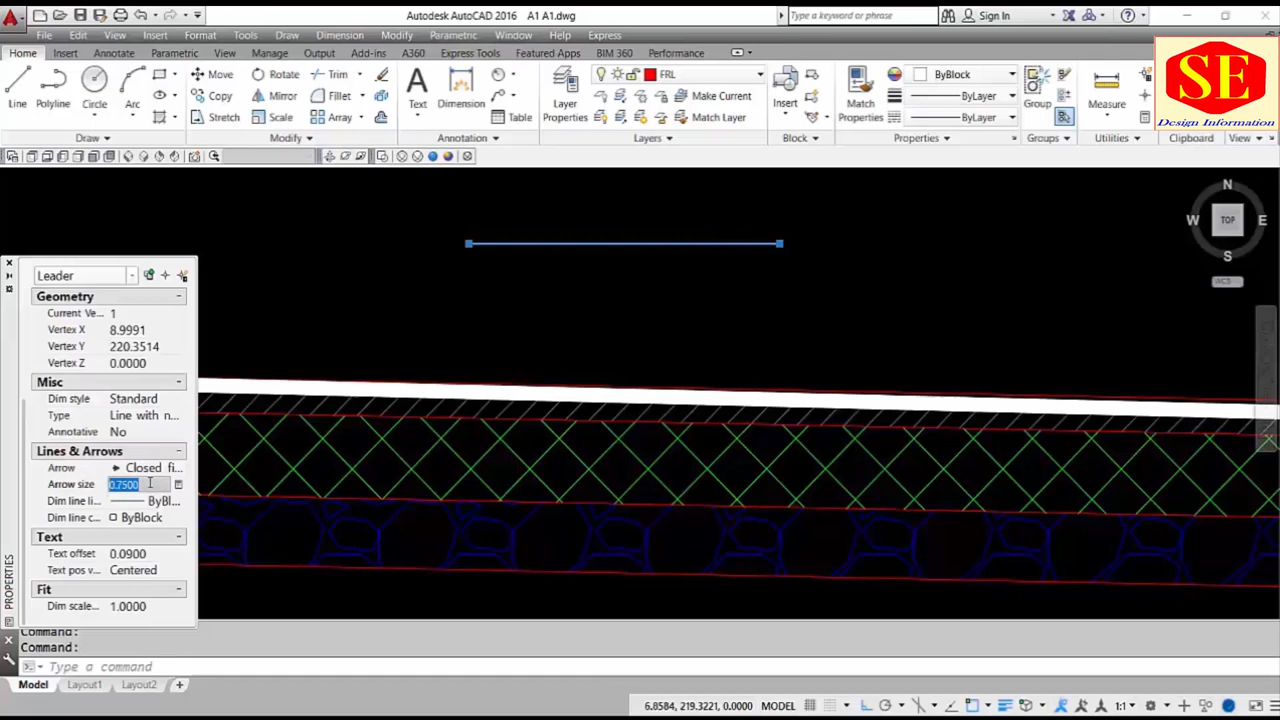 Autodesk AutoCAD 2016 A1 A1.dwg
Type a keyword or phrase
Sign In
File Edit View Insert Format Tools Draw Dimension Modify Parametric Window Help Express
Home Insert Annotate Parametric View Manage Output Add-ins A360 Express Tools Featured Apps BIM 360 Performance
Line Polyline Circle Arc
Move Rotate Trim
Copy Mirror Fillet
Stretch Scale Array
Text Dimension Table
Layer Properties
FRL
Make Current
Match Layer
Insert
Match Properties
ByBlock
ByLayer
ByLayer
Group
Measure
Draw Modify Annotation Layers Block Properties Groups Utilities Clipboard View
SE
Design Information
N
W TOP E
S
WCS
Leader
Geometry
Current Ve... 1
Vertex X 8.9991
Vertex Y 220.3514
Vertex Z 0.0000
Misc
Dim style Standard
Type Line with n...
Annotative No
Lines & Arrows
Arrow Closed fi...
Arrow size 0.7500
Dim line li... ByBl...
Dim line c... ByBlock
Text
Text offset 0.0900
Text pos v... Centered
Fit
Dim scale... 1.0000
PROPERTIES
Command:
Command:
Type a command
Model Layout1 Layout2 +
6.8584, 219.3221, 0.0000 MODEL 1:1